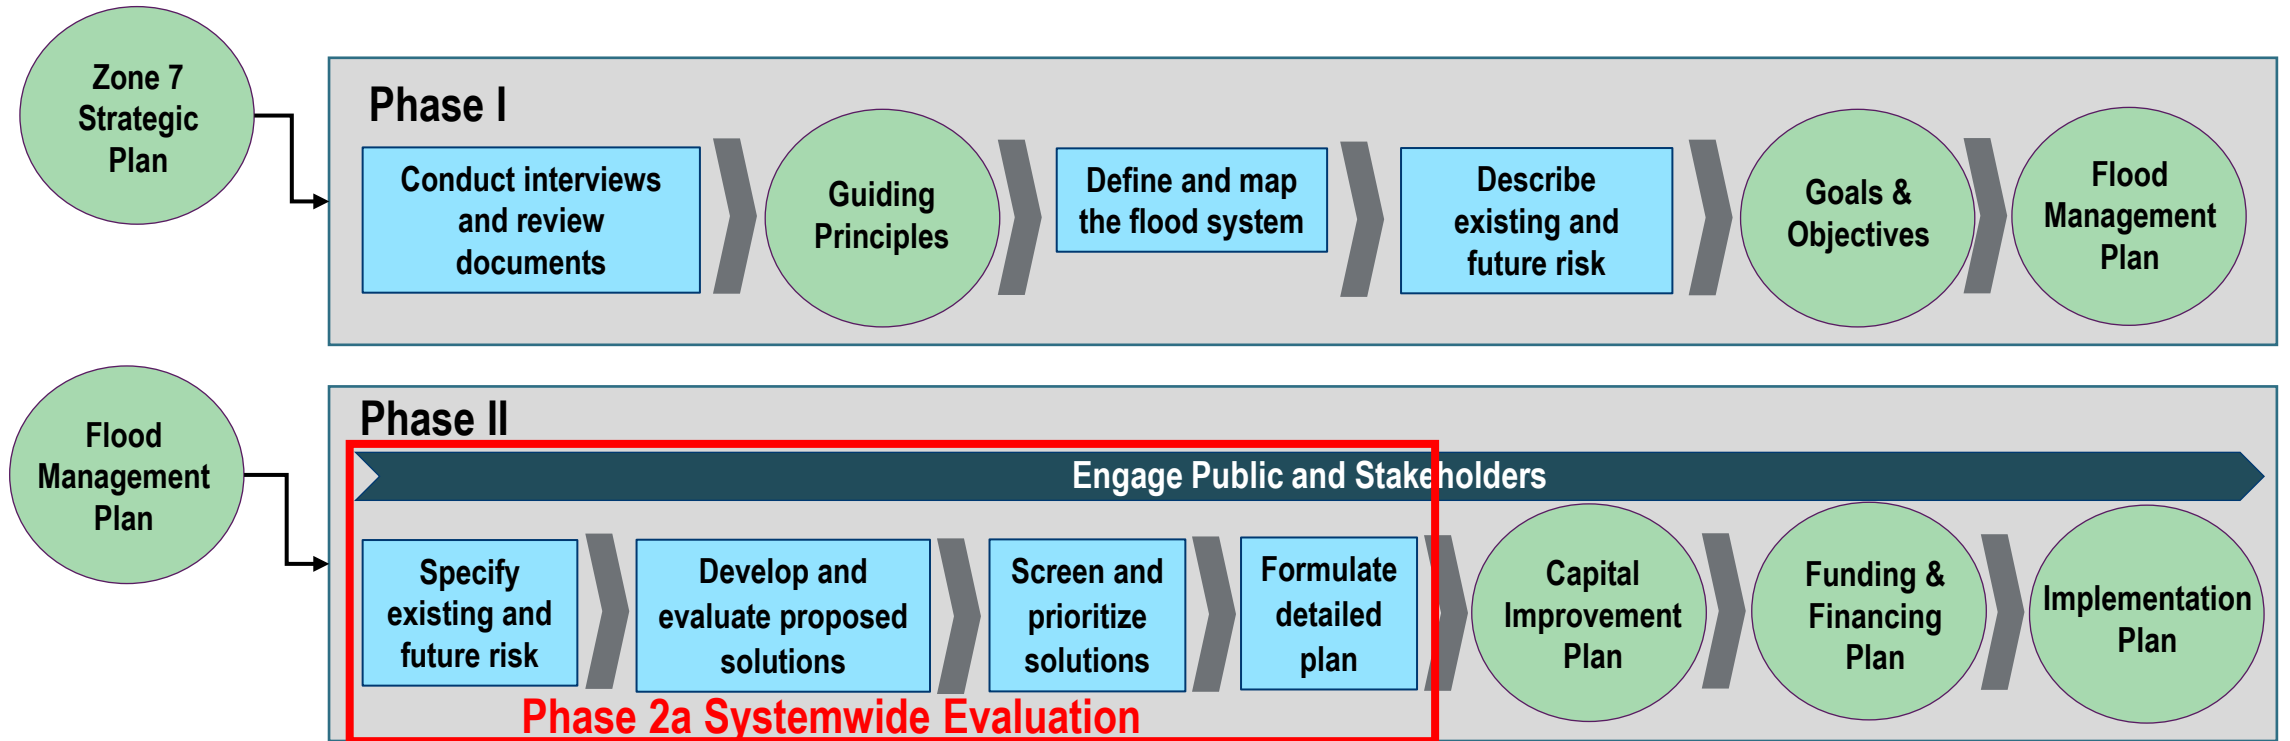 Zone 7
Strategic
Plan
Phase I
Conduct interviews
and review
documents
Guiding
Principles
Define and map
the flood system
Describe
existing and
future risk
Goals &
Objectives
Flood
Management
Plan
Flood
Management
Plan
Phase II
Engage Public and Stakeholders
Specify
existing and
future risk
Develop and
evaluate proposed
solutions
Screen and
prioritize
solutions
Formulate
detailed
plan
Capital
Improvement
Plan
Funding &
Financing
Plan
Implementation
Plan
Phase 2a Systemwide Evaluation